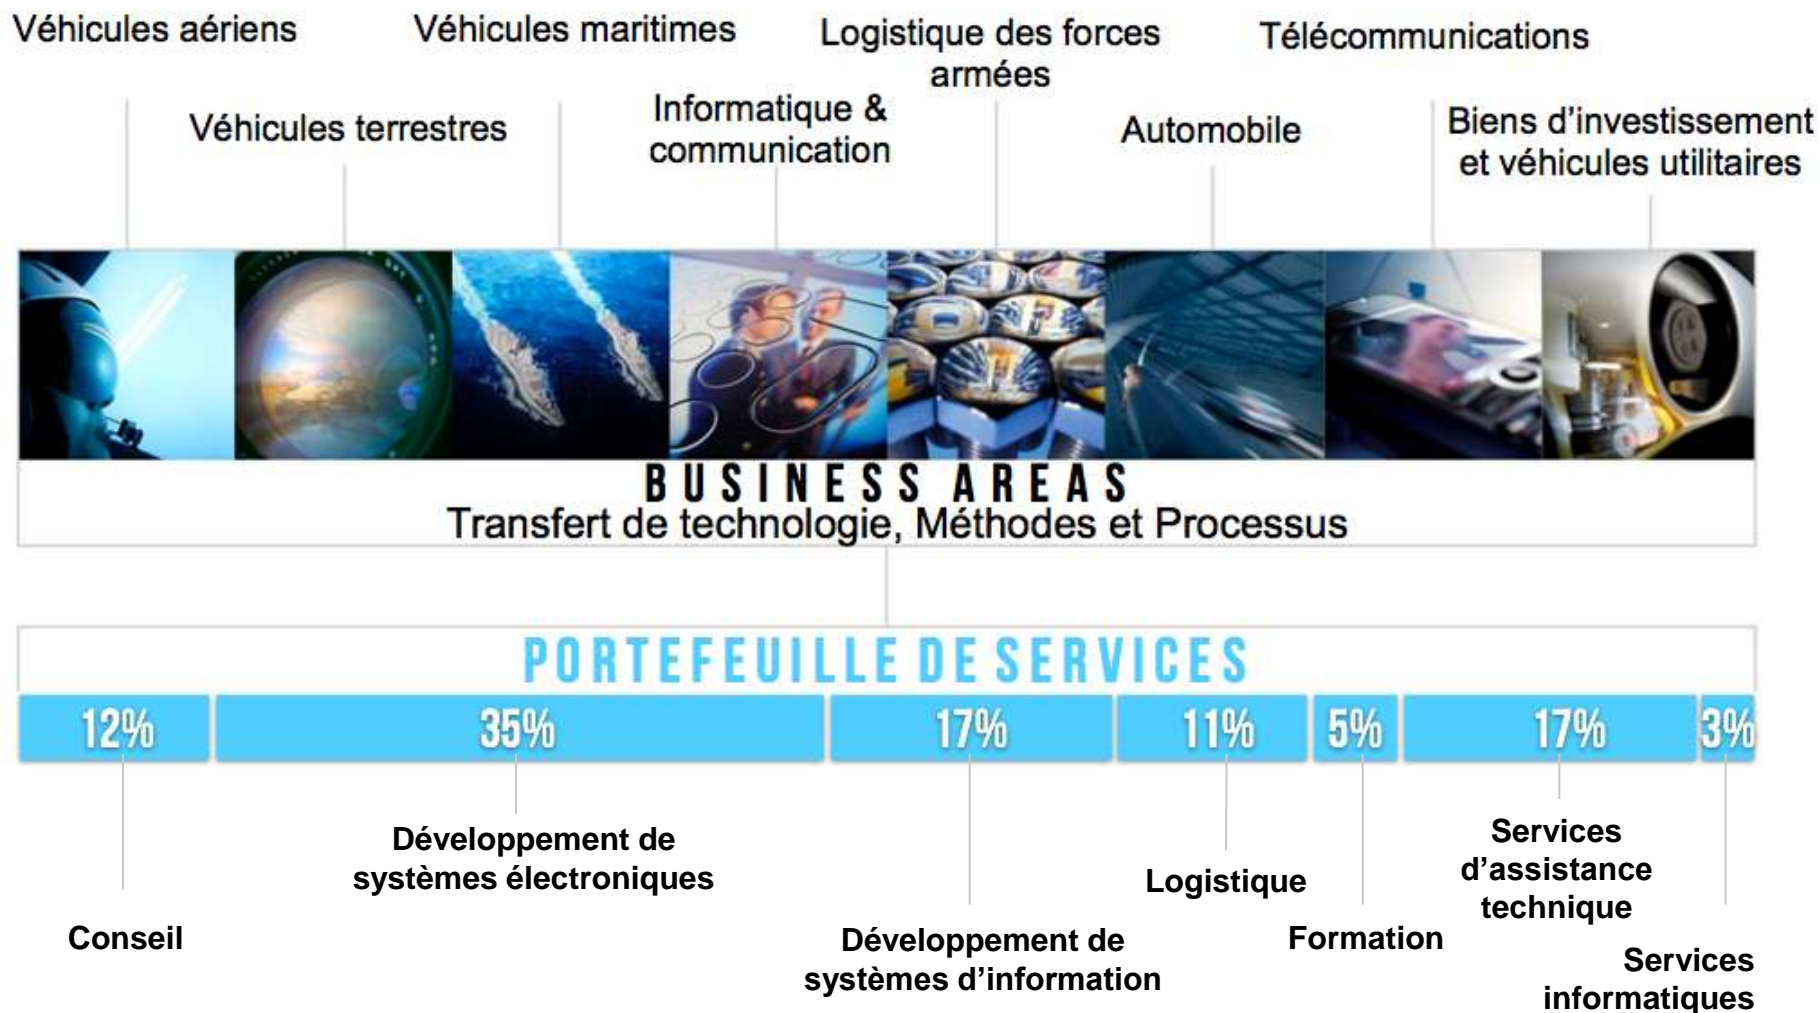 Véhicules aériens
Véhicules maritimes
Logistique des forces
armées
Télécommunications
Véhicules terrestres
Informatique &
communication
Automobile
Biens d'investissement
et véhicules utilitaires
BUSINESS AREAS
Transfert de technologie, Méthodes et Processus
PORTEFEUILLE DE SERVICES
12%
35%
17%
11%
5%
17%
3%
Conseil
Développement de
systèmes électroniques
Développement de
systèmes d'information
Logistique
Formation
Services
d'assistance
technique
Services
informatiques